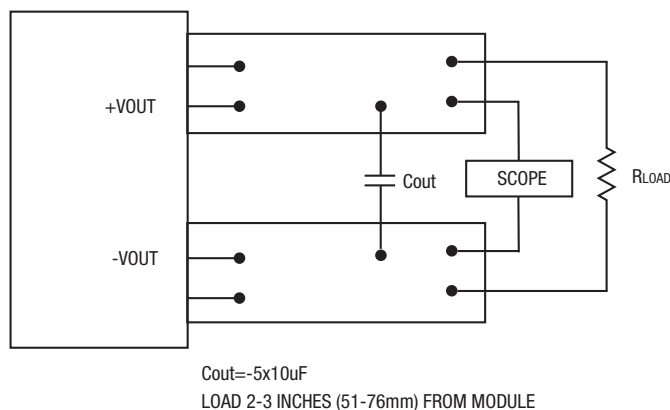 +VOUT
Cout
SCOPE
RLOAD
-VOUT
Cout=-5x10uF
LOAD 2-3 INCHES (51-76mm) FROM MODULE